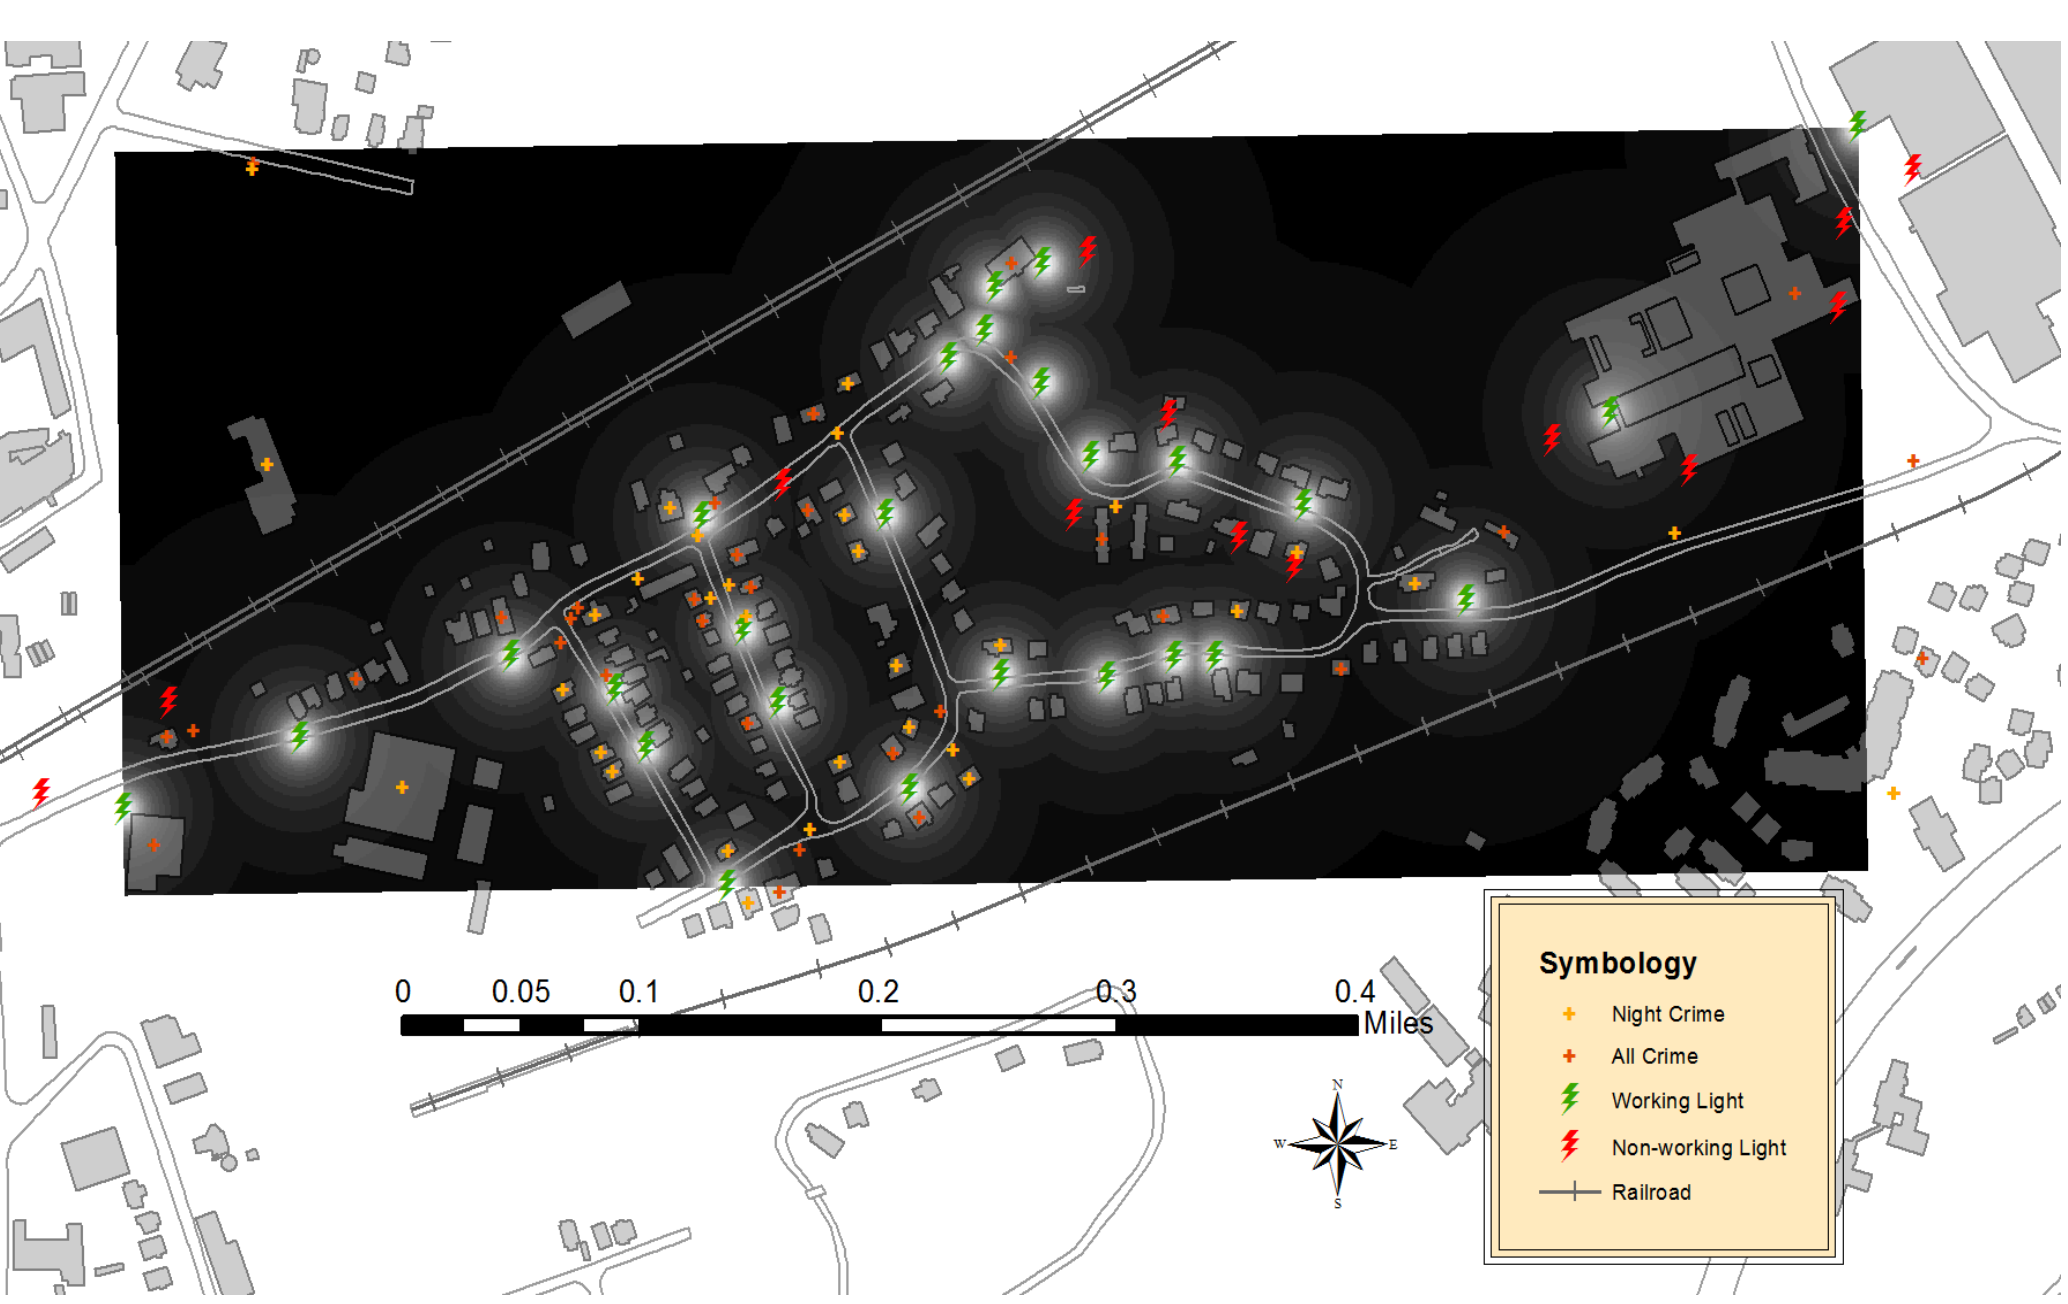 0 0.05 0.1 0.2 0.3 0.4
Miles
N
W E
S
Symbology
Night Crime
All Crime
Working Light
Non-working Light
Railroad